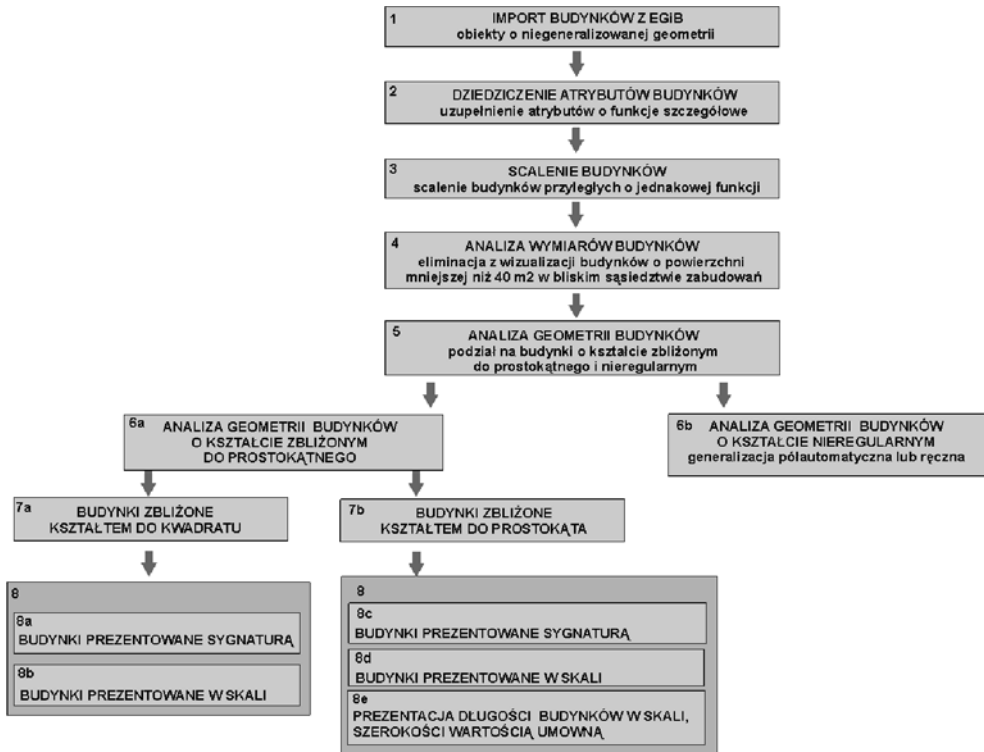 1
IMPORT BUDYNKÓW Z EGiB
obiekty o niegeneralizowanej geometrii
2
DZIEDZICZENIE ATRYBUTÓW BUDYNKÓW
uzupełnienie atrybutów o funkcje szczegółowe
3
SCALENIE BUDYNKÓW
scalenie budynków przyległych o jednakowej funkcji
4
ANALIZA WYMIARÓW BUDYNKÓW
eliminacja z wizualizacji budynków o powierzchni
mniejszej niż 40 m2 w bliskim sąsiedztwie zabudowań
5
ANALIZA GEOMETRII BUDYNKÓW
podział na budynki o kształcie zbliżonym
do prostokątnego i nieregularnym
6a
ANALIZA GEOMETRII BUDYNKÓW
O KSZTAŁCIE ZBLIŻONYM
DO PROSTOKĄTNEGO
6b
ANALIZA GEOMETRII BUDYNKÓW
O KSZTAŁCIE NIEREGULARNYM
generalizacja półautomatyczna lub ręczna
7a
BUDYNKI ZBLIŻONE
KSZTAŁTEM DO KWADRATU
7b
BUDYNKI ZBLIŻONE
KSZTAŁTEM DO PROSTOKĄTA
8
8a
BUDYNKI PREZENTOWANE SYGNATURĄ
8b
BUDYNKI PREZENTOWANE W SKALI
8
8c
BUDYNKI PREZENTOWANE SYGNATURĄ
8d
BUDYNKI PREZENTOWANE W SKALI
8e
PREZENTACJA DŁUGOŚCI BUDYNKÓW W SKALI,
SZEROKOŚCI WARTOŚCIĄ UMOWNĄ